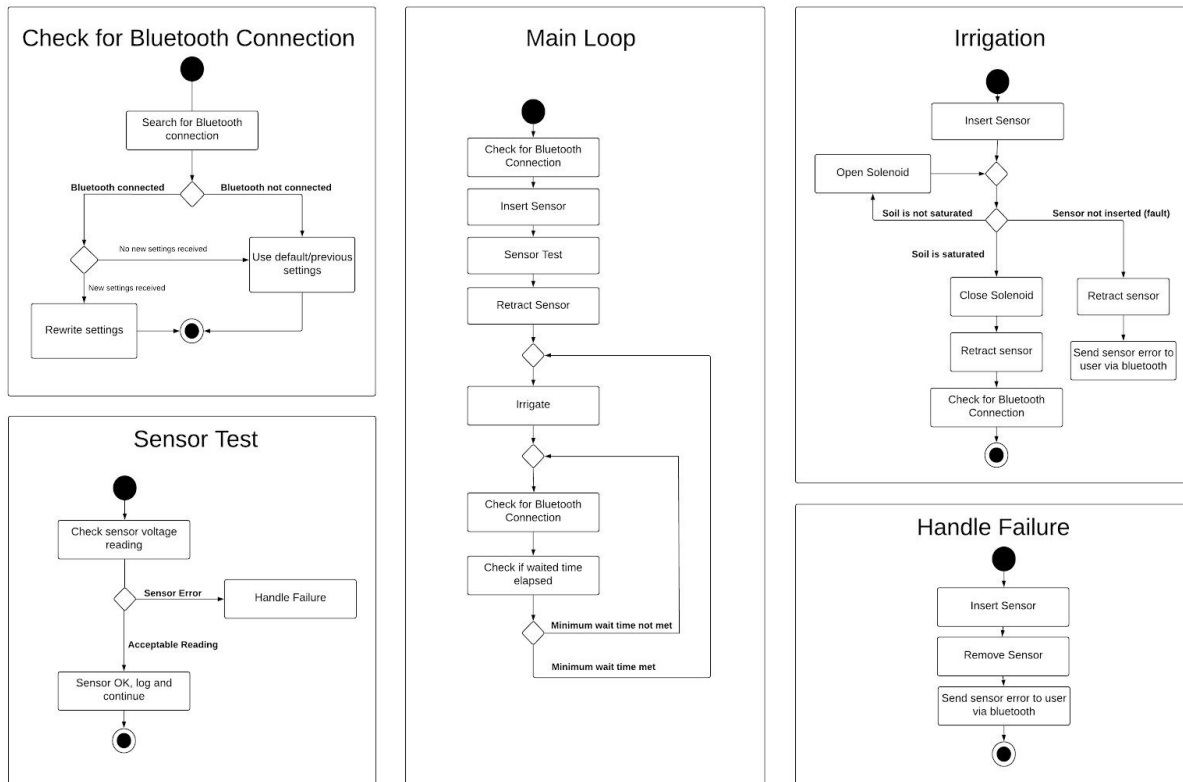 Check for Bluetooth Connection
Search for Bluetooth
connection
Bluetooth connected
Bluetooth not connected
No new settings received
Use default/previous
settings
New settings received
Rewrite settings
Sensor Test
Check sensor voltage
reading
Sensor Error
Handle Failure
Acceptable Reading
Sensor OK, log and
continue
Main Loop
Check for Bluetooth
Connection
Insert Sensor
Sensor Test
Retract Sensor
Irrigate
Check for Bluetooth
Connection
Check if waited time
elapsed
Minimum wait time not met
Minimum wait time met
Irrigation
Insert Sensor
Open Solenoid
Soil is not saturated
Sensor not inserted (fault)
Soil is saturated
Close Solenoid
Retract sensor
Retract sensor
Send sensor error to
user via bluetooth
Check for Bluetooth
Connection
Handle Failure
Insert Sensor
Remove Sensor
Send sensor error to user
via bluetooth